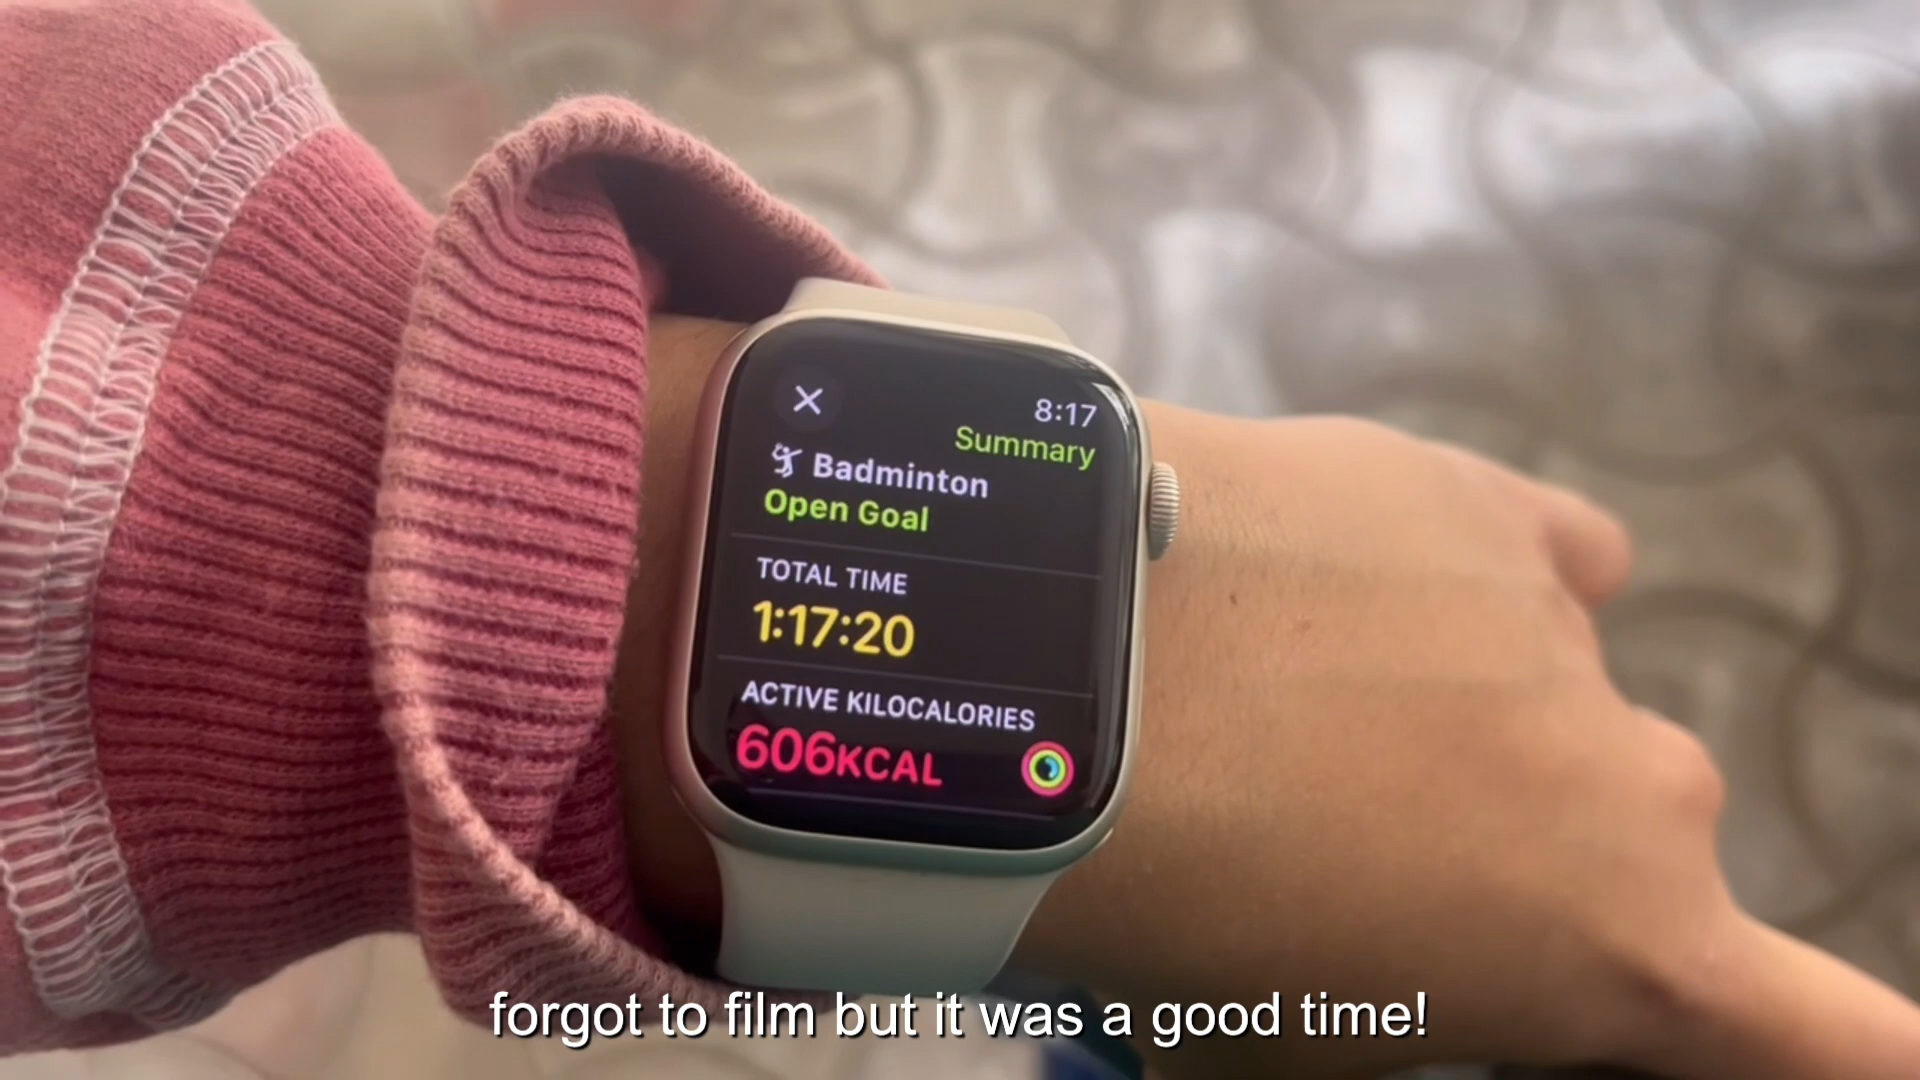 8:17
Summary
Badminton
Open Goal
TOTAL TIME
1:17:20
ACTIVE KILOCALORIES
606KCAL
forgot to film but it was a good time!